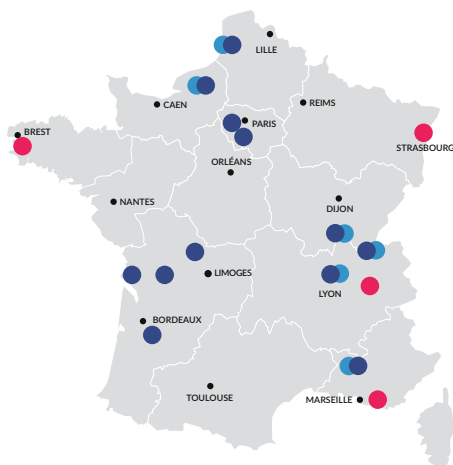 LILLE
CAEN
REIMS
PARIS
BREST
STRASBOURG
ORLÉANS
NANTES
DIJON
LIMOGES
LYON
BORDEAUX
TOULOUSE
MARSEILLE